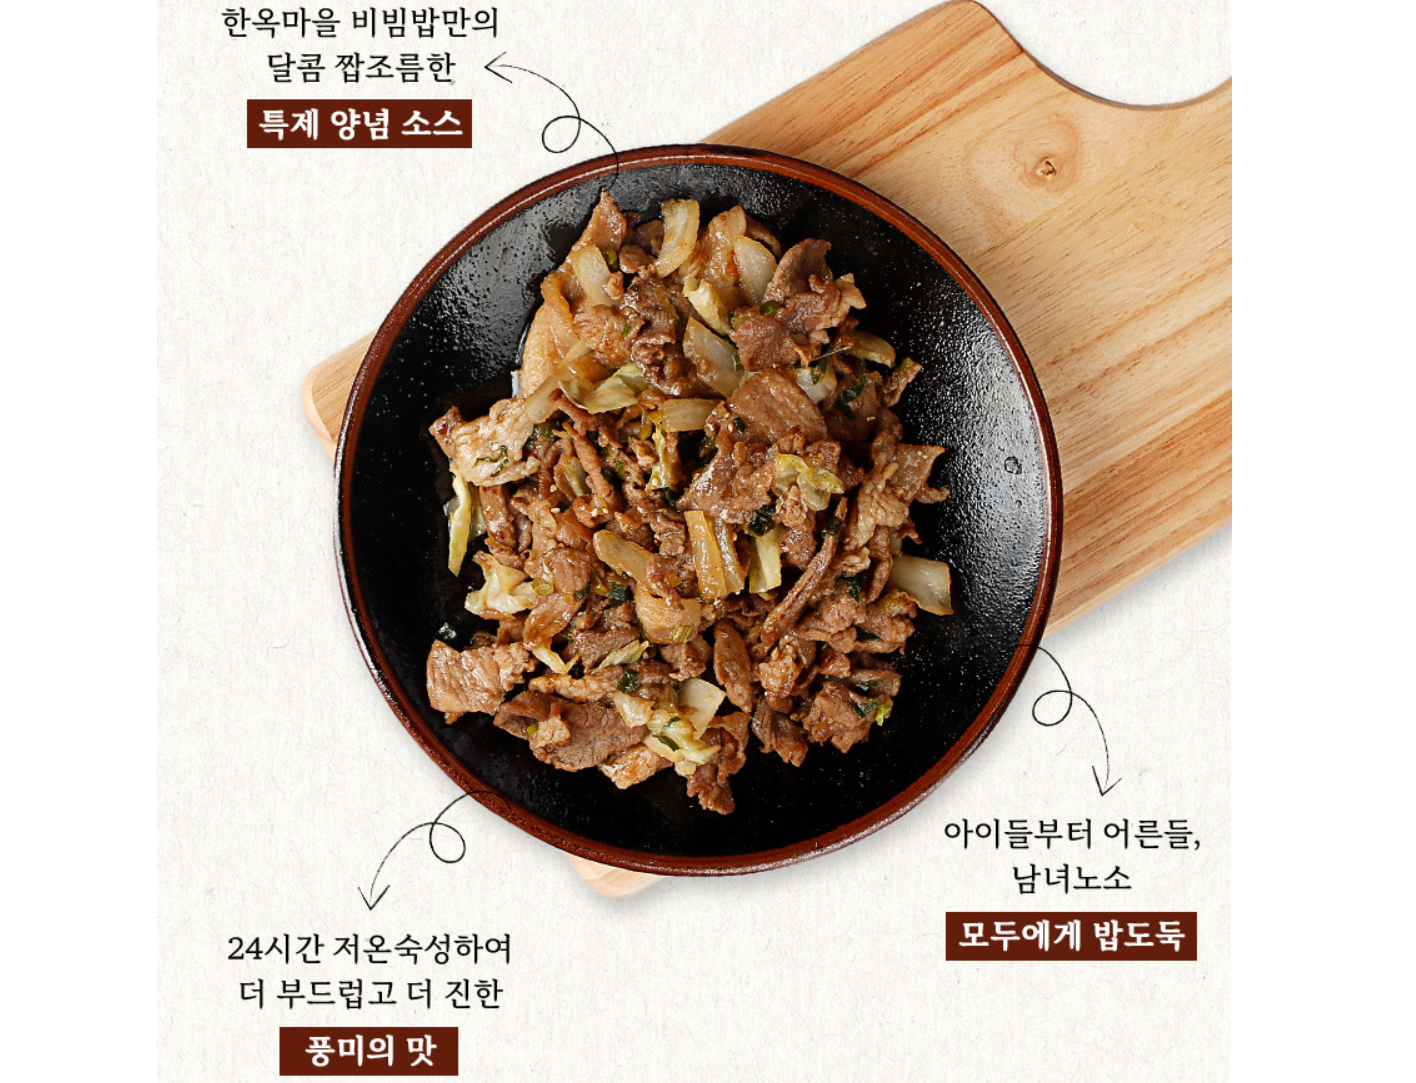 한옥마을 비빔밥만의
달콤 짭조름한
특제 양념 소스
아이들부터 어른들,
남녀노소
모두에게 밥도둑
24시간 저온숙성하여
더 부드럽고 더 진한
풍미의 맛